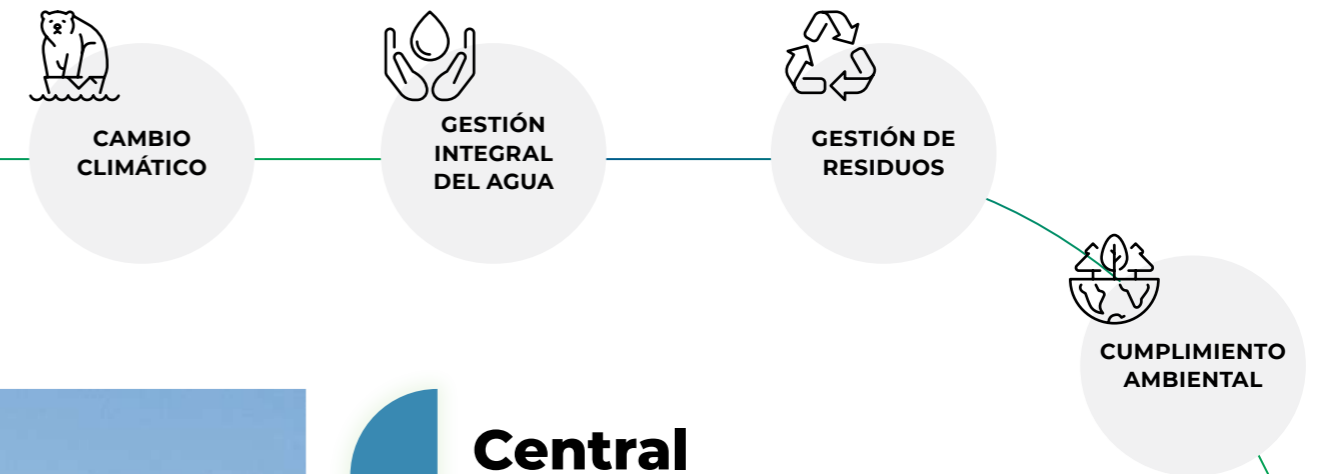 CAMBIO
CLIMÁTICO
GESTIÓN
INTEGRAL
DEL AGUA
GESTIÓN DE
RESIDUOS
CUMPLIMIENTO
AMBIENTAL
Central